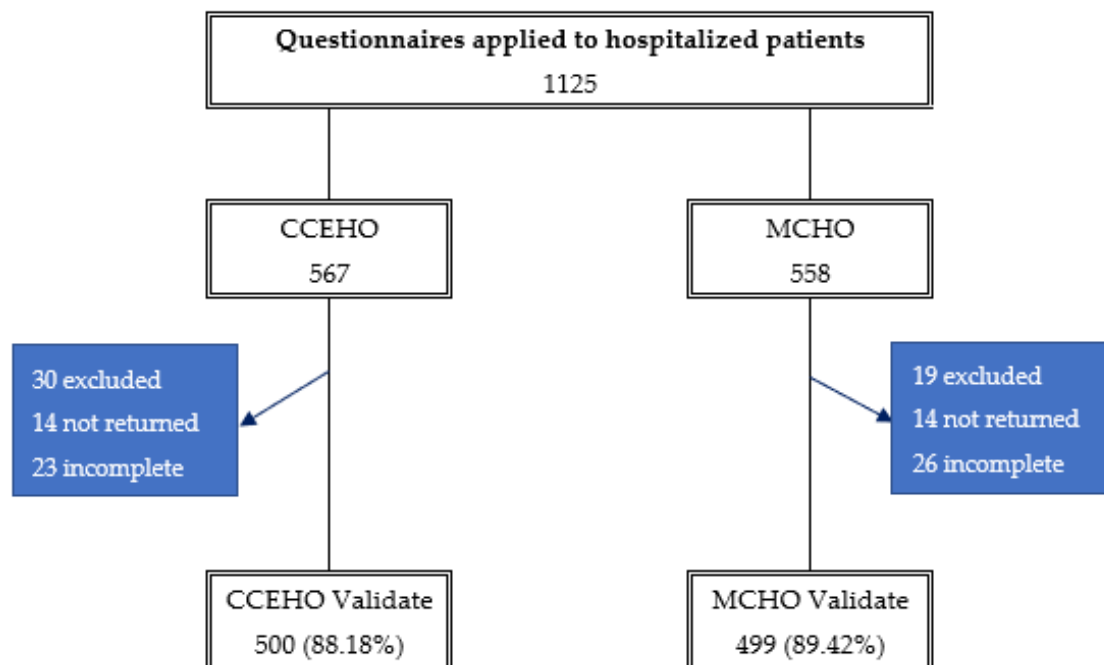 Questionnaires applied to hospitalized patients
1125
CCEHO
567
MCHO
558
30 excluded
14 not returned
23 incomplete
19 excluded
14 not returned
26 incomplete
CCEHO Validate
500 (88.18%)
MCHO Validate
499 (89.42%)